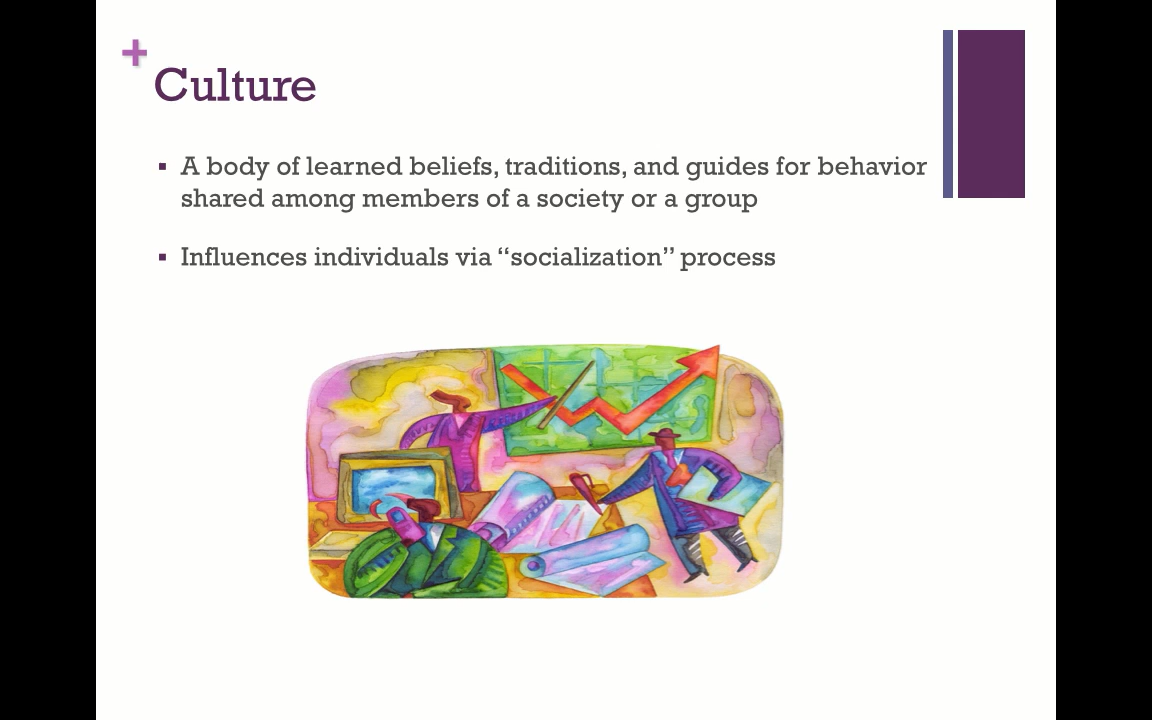 Culture
▪ A body of learned beliefs, traditions, and guides for behavior
shared among members of a society or a group
▪ Influences individuals via “socialization” process